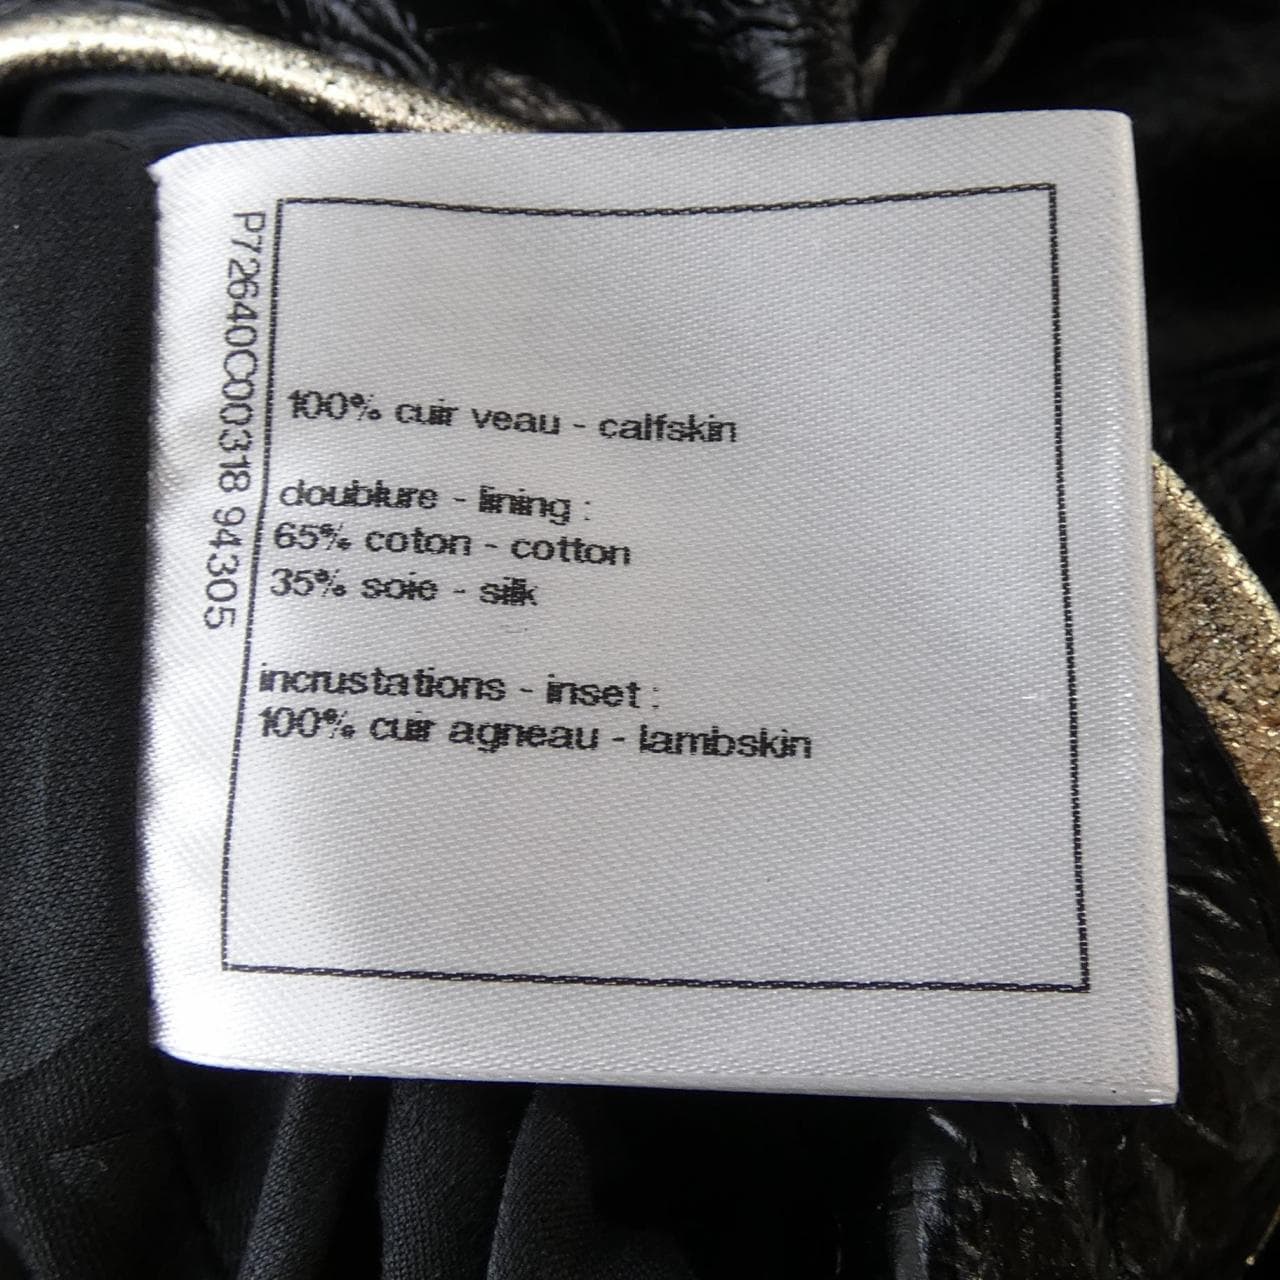 P72640C00318 94305
100% cuir veau - calfskin
doublure - lining :
65% coton - cotton
35% soie - silk
incrustations - inset :
100% cuir agneau - lambskin